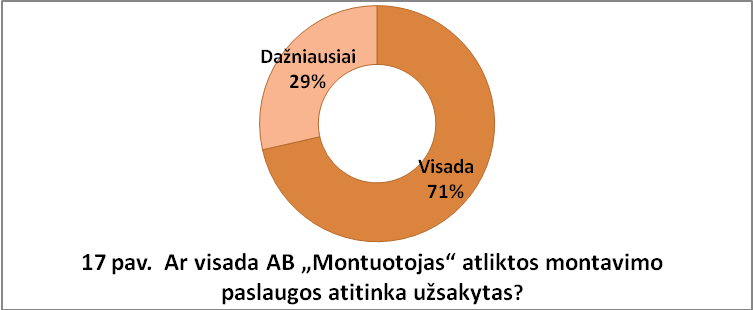 Dažniausiai
29%
Visada
71%
17 pav.  Ar visada AB „Montuotojas“ atliktos montavimo
paslaugos atitinka užsakytas?